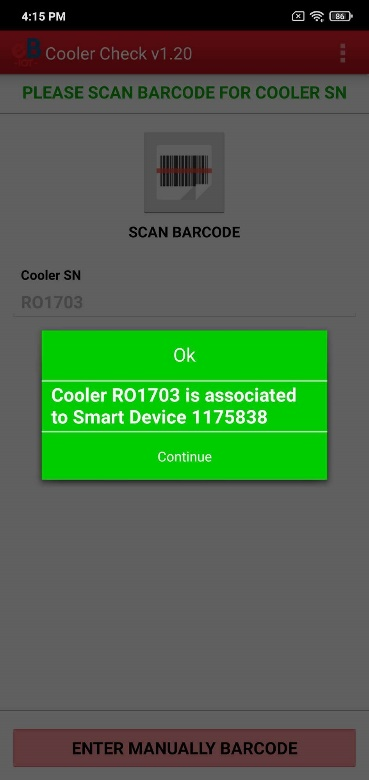 4:15 PM
86
B
Cooler Check v1.20
PLEASE SCAN BARCODE FOR COOLER SN
SCAN BARCODE
Cooler SN
RO1703
Ok
Cooler RO1703 is associated
to Smart Device 1175838
Continue
ENTER MANUALLY BARCODE